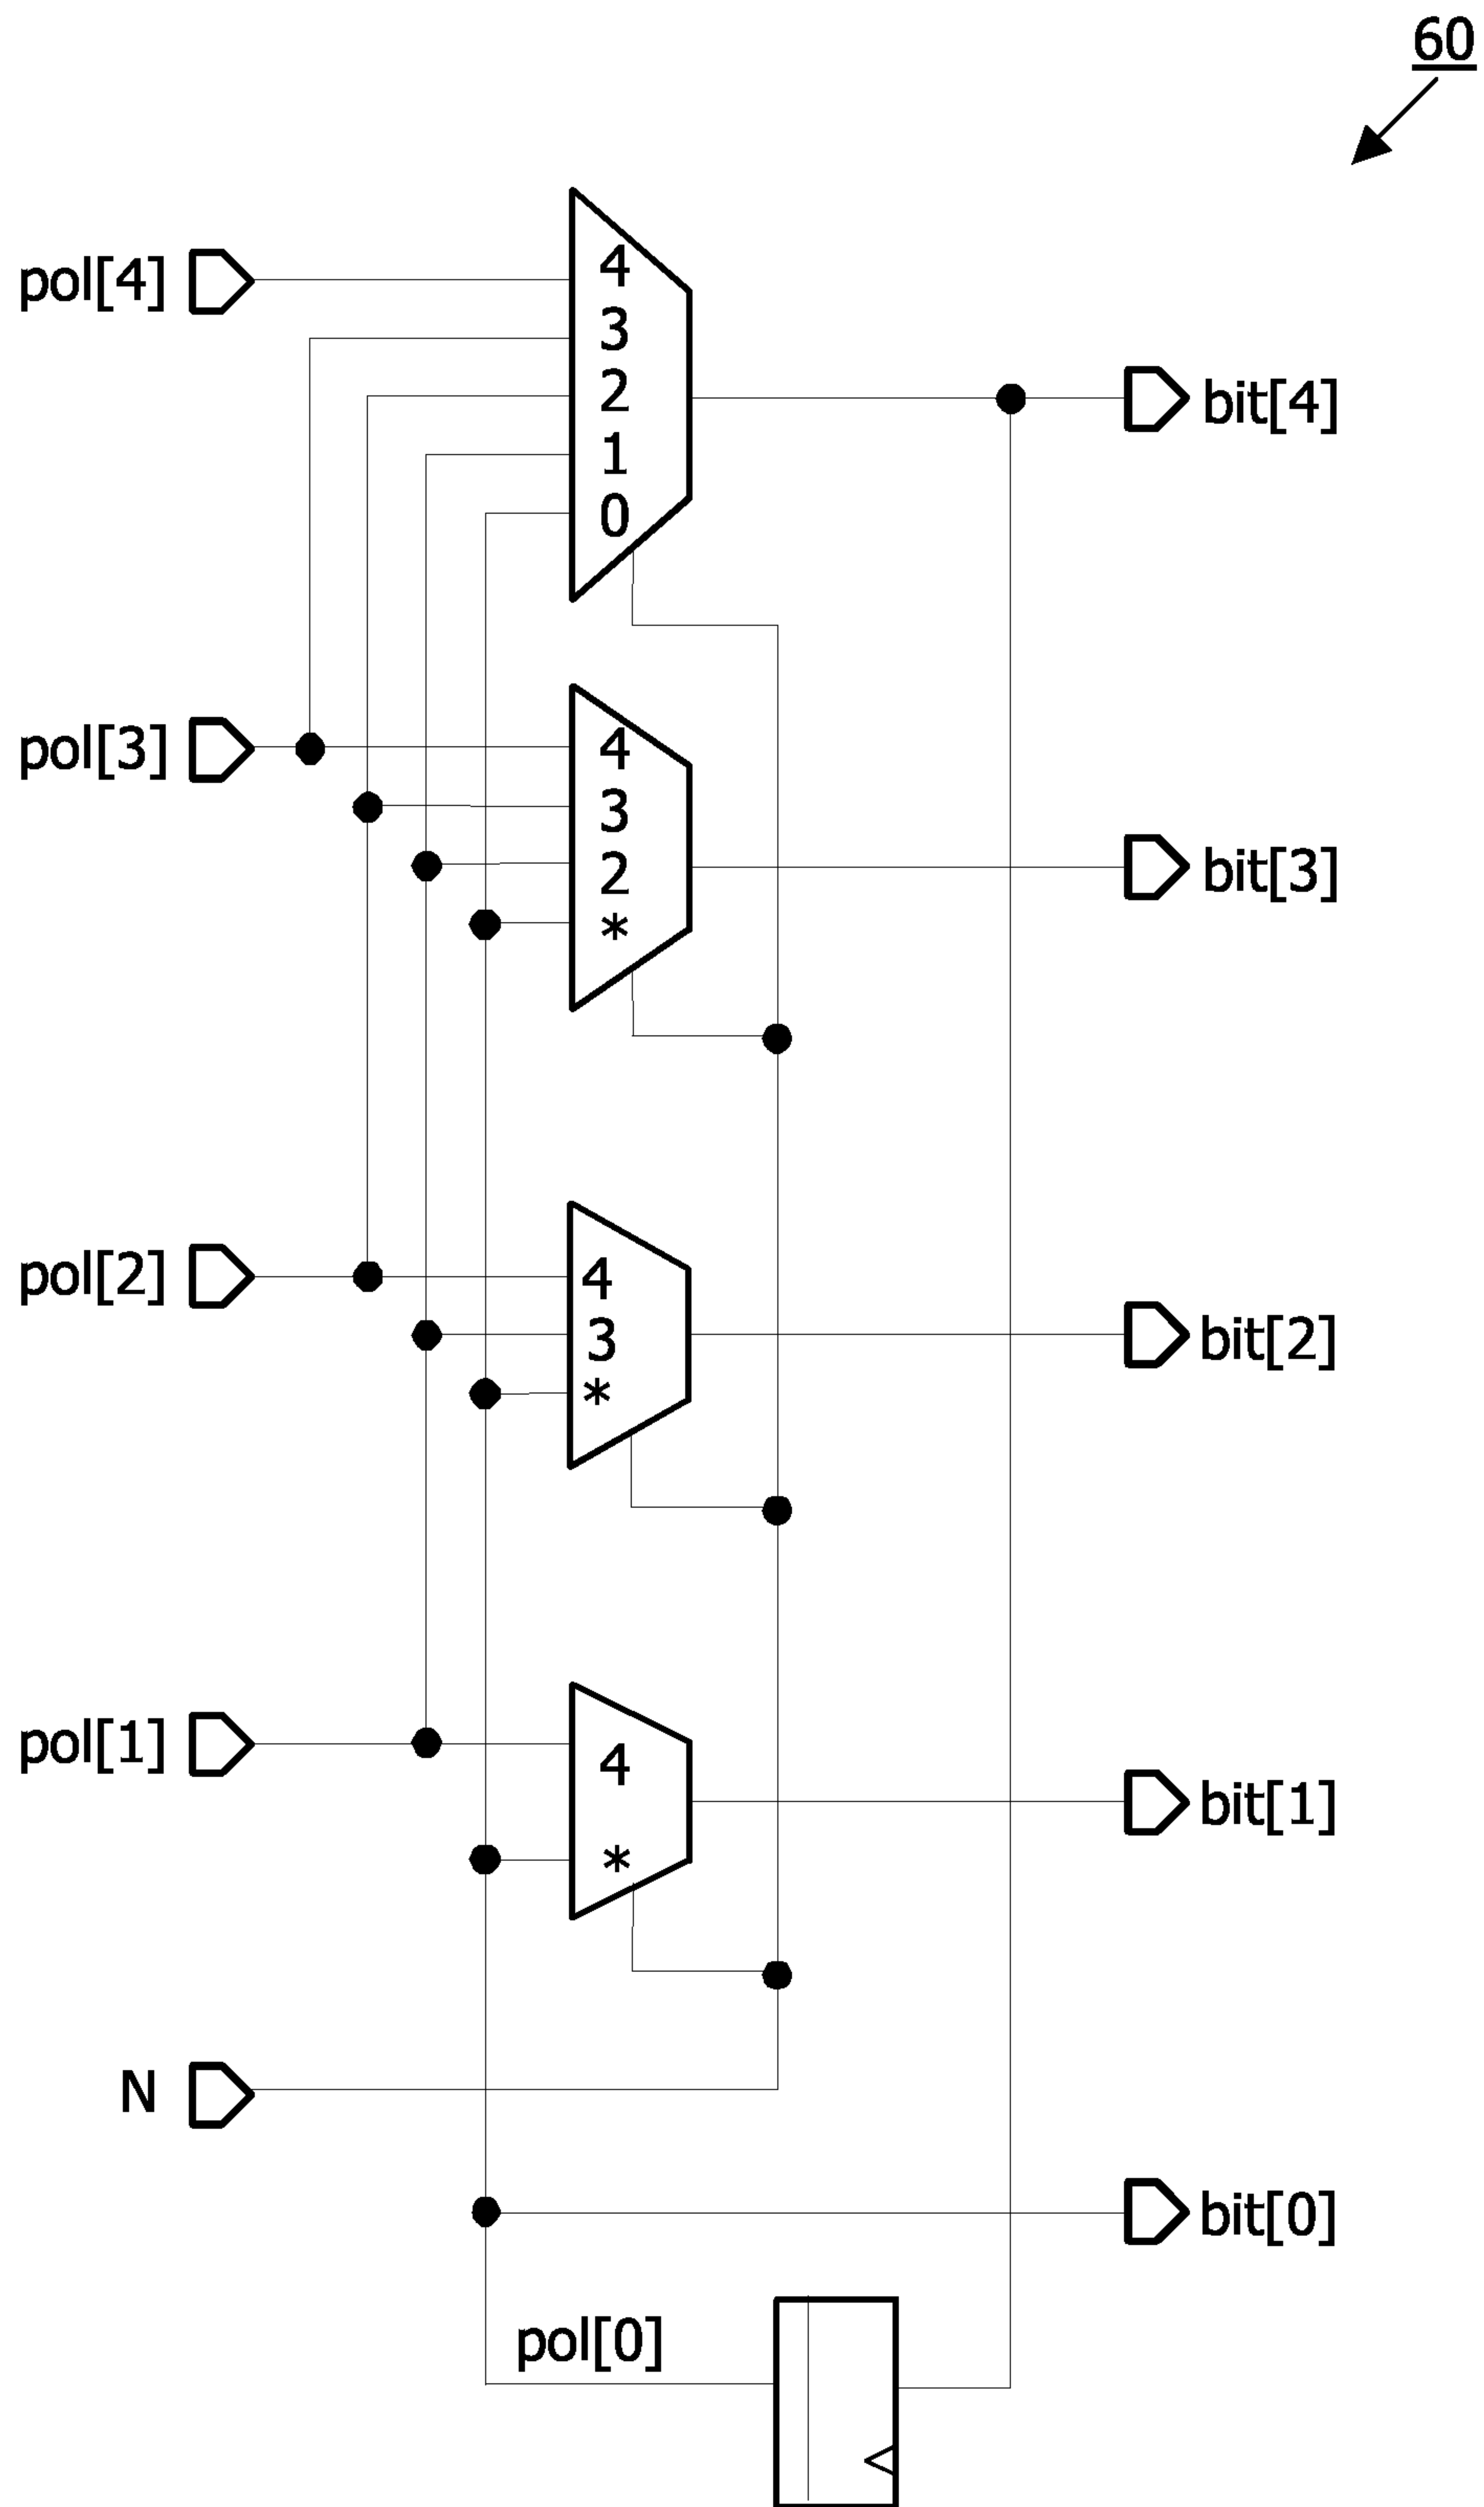 60
pol[4]
4
3
2
1
0
bit[4]
pol[3]
4
3
2
*
bit[3]
pol[2]
4
3
*
bit[2]
pol[1]
4
*
bit[1]
N
bit[0]
pol[0]